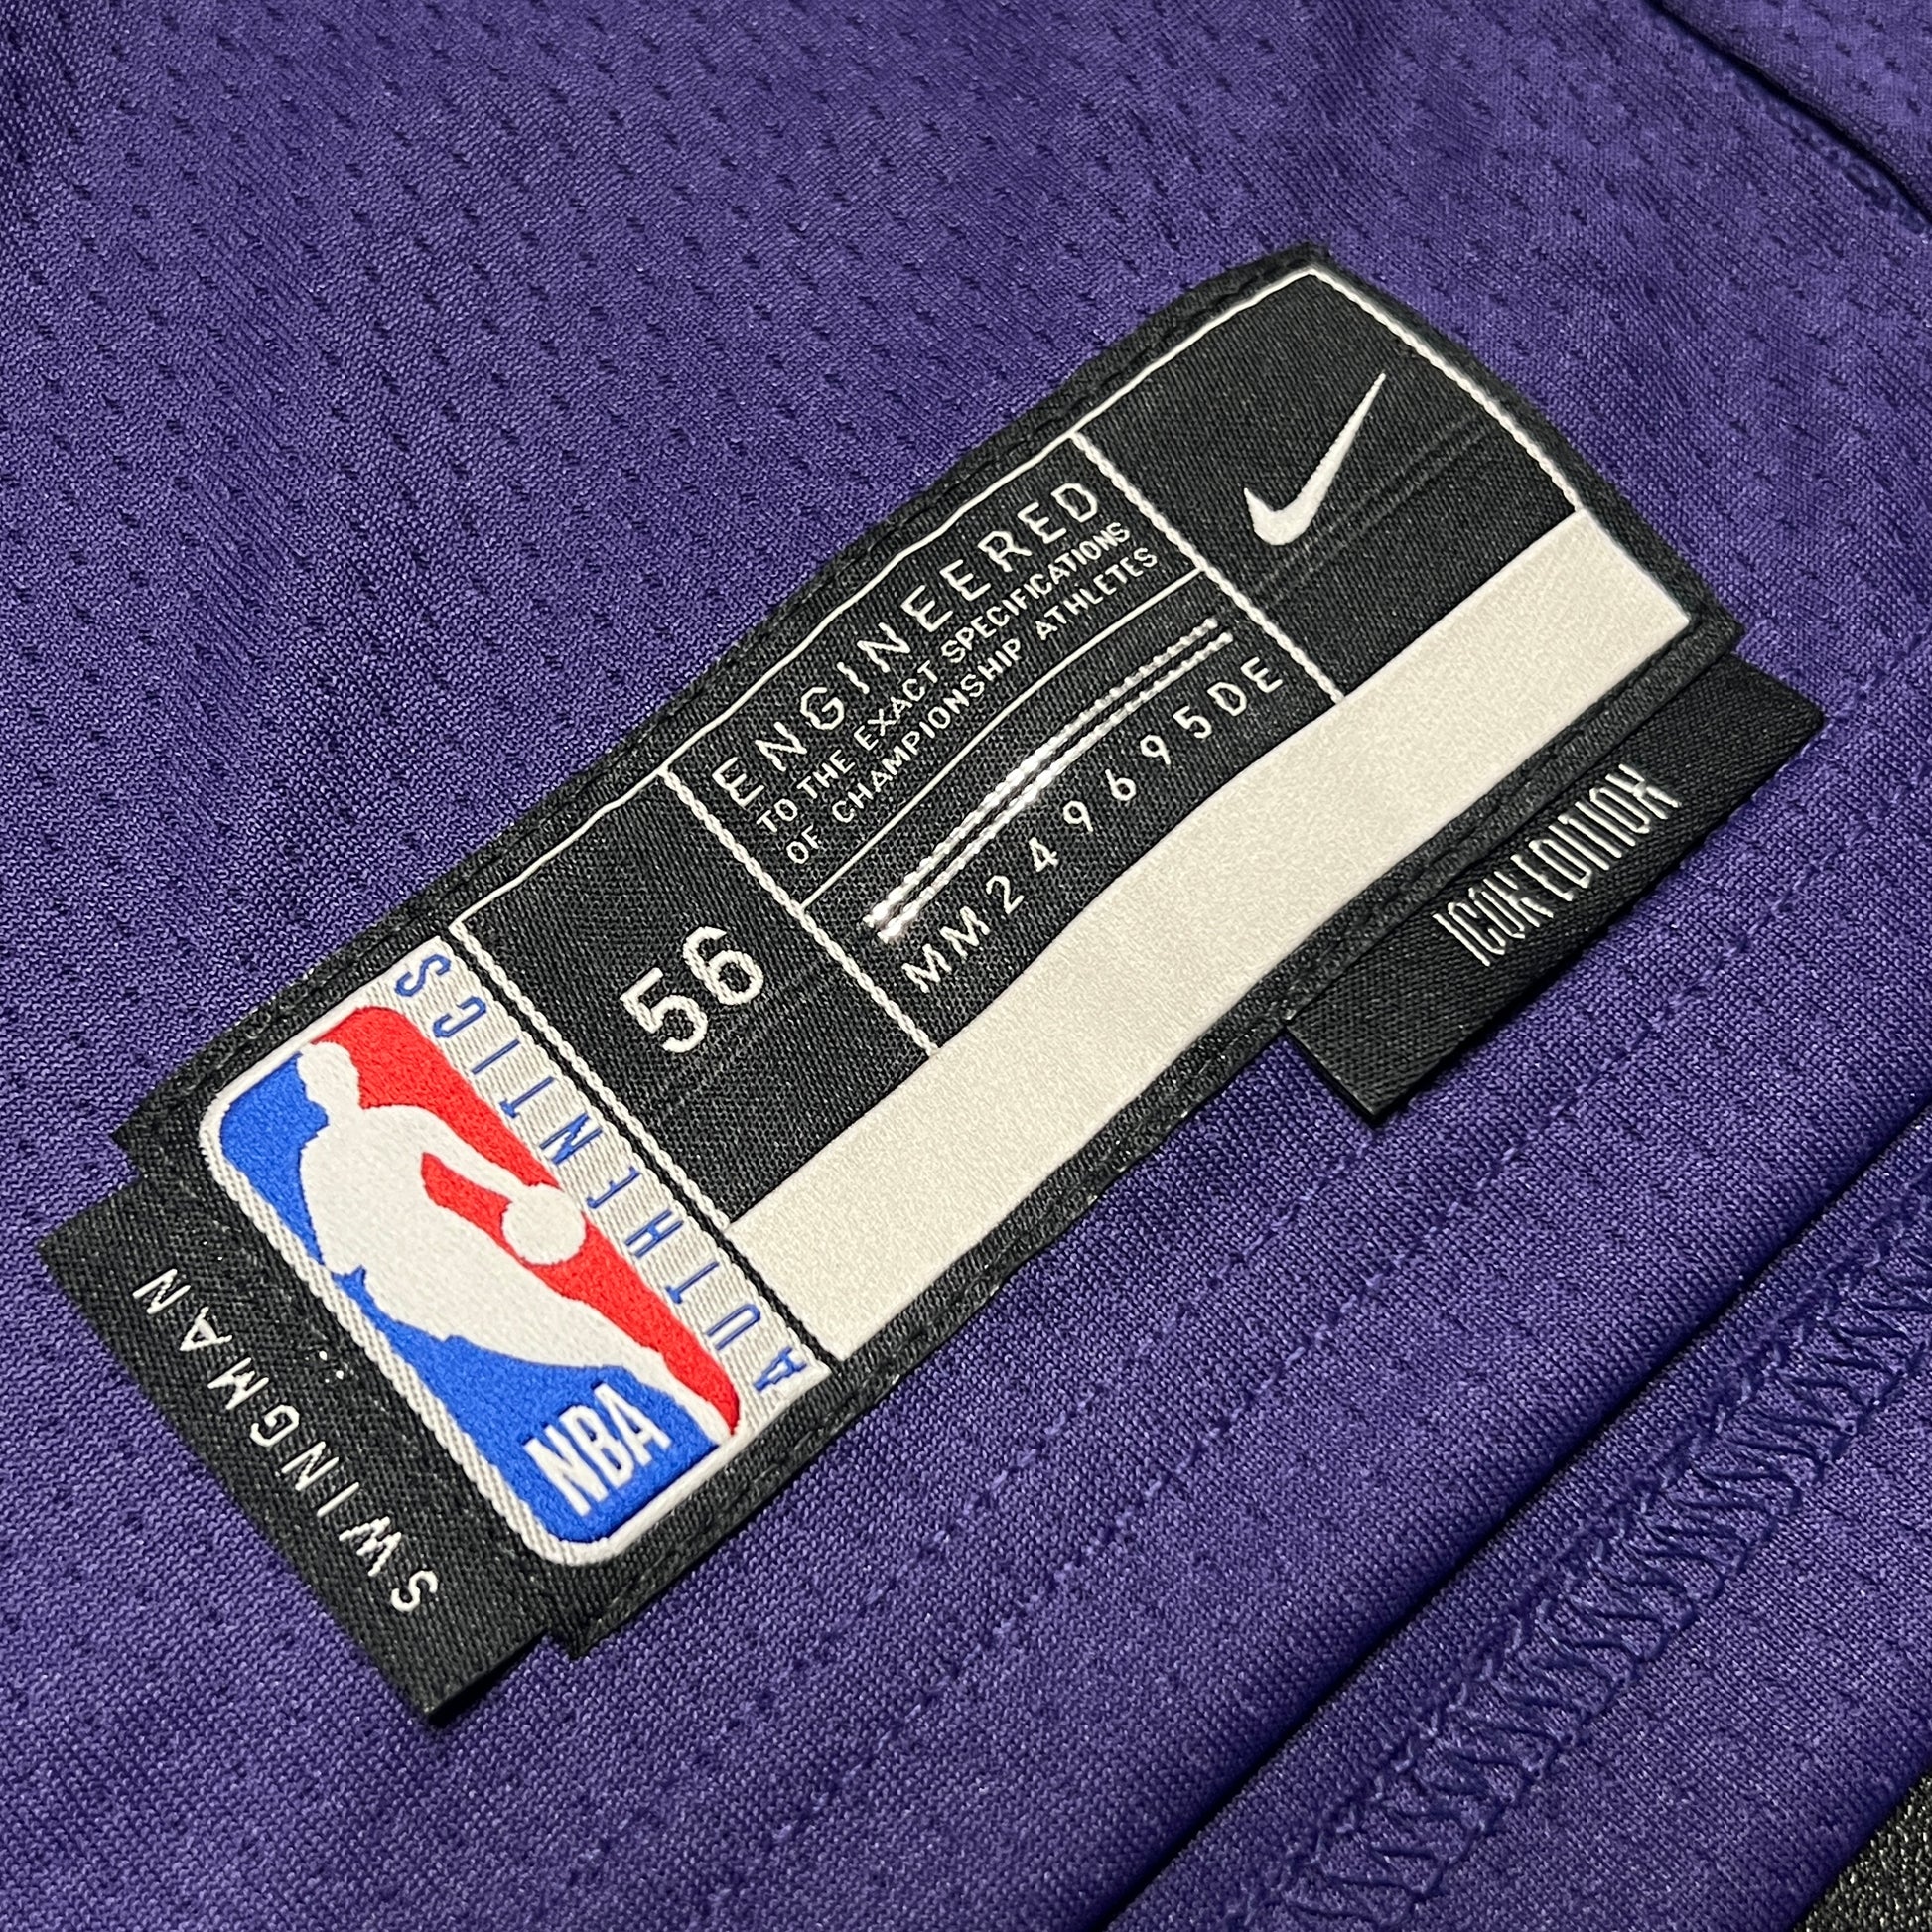 ENGINEERED
TO THE EXACT SPECIFICATIONS
OF CHAMPIONSHIP ATHLETES
MM249695DE
56
ICON EDITION
AUTHENTICS
NBA
SWINGMAN